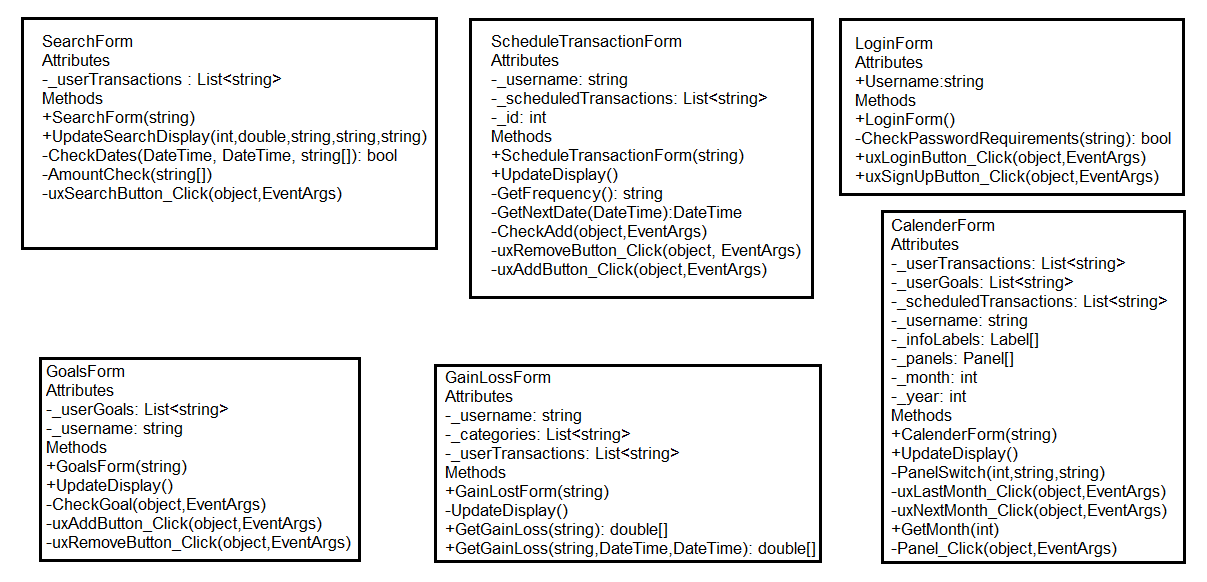 SearchForm
Attributes
-_userTransactions : List<string>
Methods
+SearchForm(string)
+UpdateSearchDisplay(int,double,string,string,string)
-CheckDates(DateTime, DateTime, string[]): bool
-AmountCheck(string[])
-uxSearchButton_Click(object,EventArgs)
ScheduleTransactionForm
Attributes
-_username: string
-_scheduledTransactions: List<string>
-_id: int
Methods
+ScheduleTransactionForm(string)
+UpdateDisplay()
-GetFrequency(): string
-GetNextDate(DateTime):DateTime
-CheckAdd(object,EventArgs)
-uxRemoveButton_Click(object, EventArgs)
-uxAddButton_Click(object,EventArgs)
LoginForm
Attributes
+Username:string
Methods
+LoginForm()
-CheckPasswordRequirements(string): bool
+uxLoginButton_Click(object,EventArgs)
+uxSignUpButton_Click(object,EventArgs)
GoalsForm
Attributes
-_userGoals: List<string>
-_username: string
Methods
+GoalsForm(string)
+UpdateDisplay()
-CheckGoal(object,EventArgs)
-uxAddButton_Click(object,EventArgs)
-uxRemoveButton_Click(object,EventArgs)
GainLossForm
Attributes
-_username: string
-_categories: List<string>
-_userTransactions: List<string>
Methods
+GainLostForm(string)
-UpdateDisplay()
+GetGainLoss(string): double[]
+GetGainLoss(string,DateTime,DateTime): double[]
CalenderForm
Attributes
-_userTransactions: List<string>
-_userGoals: List<string>
-_scheduledTransactions: List<string>
-_username: string
-_infoLabels: Label[]
-_panels: Panel[]
-_month: int
-_year: int
Methods
+CalenderForm(string)
+UpdateDisplay()
-PanelSwitch(int,string,string)
-uxLastMonth_Click(object,EventArgs)
-uxNextMonth_Click(object,EventArgs)
+GetMonth(int)
-Panel_Click(object,EventArgs)